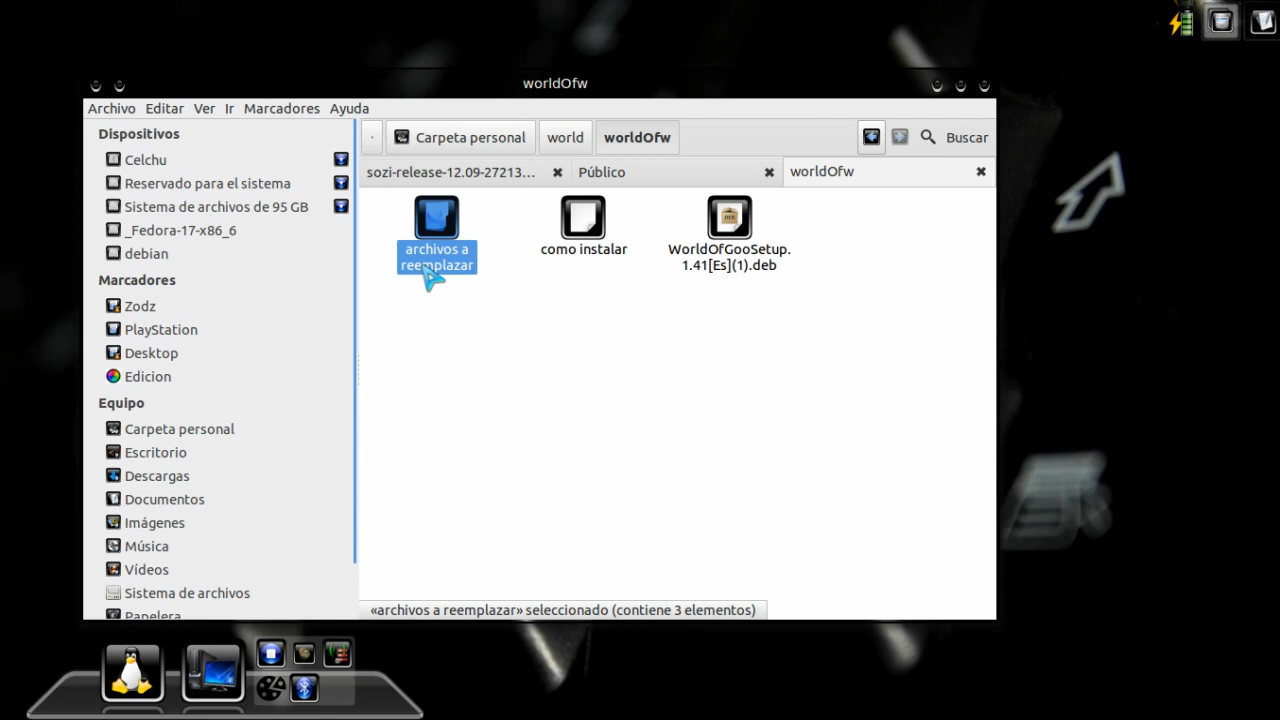 worldOfw
Archivo Editar Ver Ir Marcadores Ayuda
Dispositivos
Celchu
Reservado para el sistema
Sistema de archivos de 95 GB
_Fedora-17-x86_6
debian
Marcadores
Zodz
PlayStation
Desktop
Edicion
Equipo
Carpeta personal
Escritorio
Descargas
Documentos
Imágenes
Música
Vídeos
Sistema de archivos
Papelera
Carpeta personal world worldOfw Buscar
sozi-release-12.09-27213... Público worldOfw
archivos a
reemplazar
como instalar
WorldOfGooSetup.
1.41[Es](1).deb
«archivos a reemplazar» seleccionado (contiene 3 elementos)